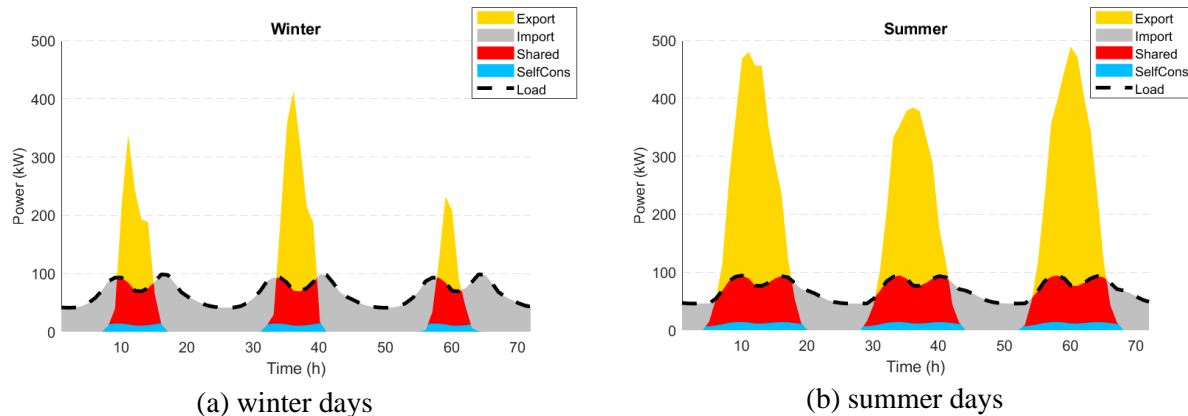 Winter
Export
Import
Shared
SelfCons
Load
500
400
300
200
100
0
Power (kW)
10 20 30 40 50 60 70
Time (h)
(a) winter days
Summer
Export
Import
Shared
SelfCons
Load
500
400
300
200
100
0
Power (kW)
10 20 30 40 50 60 70
Time (h)
(b) summer days